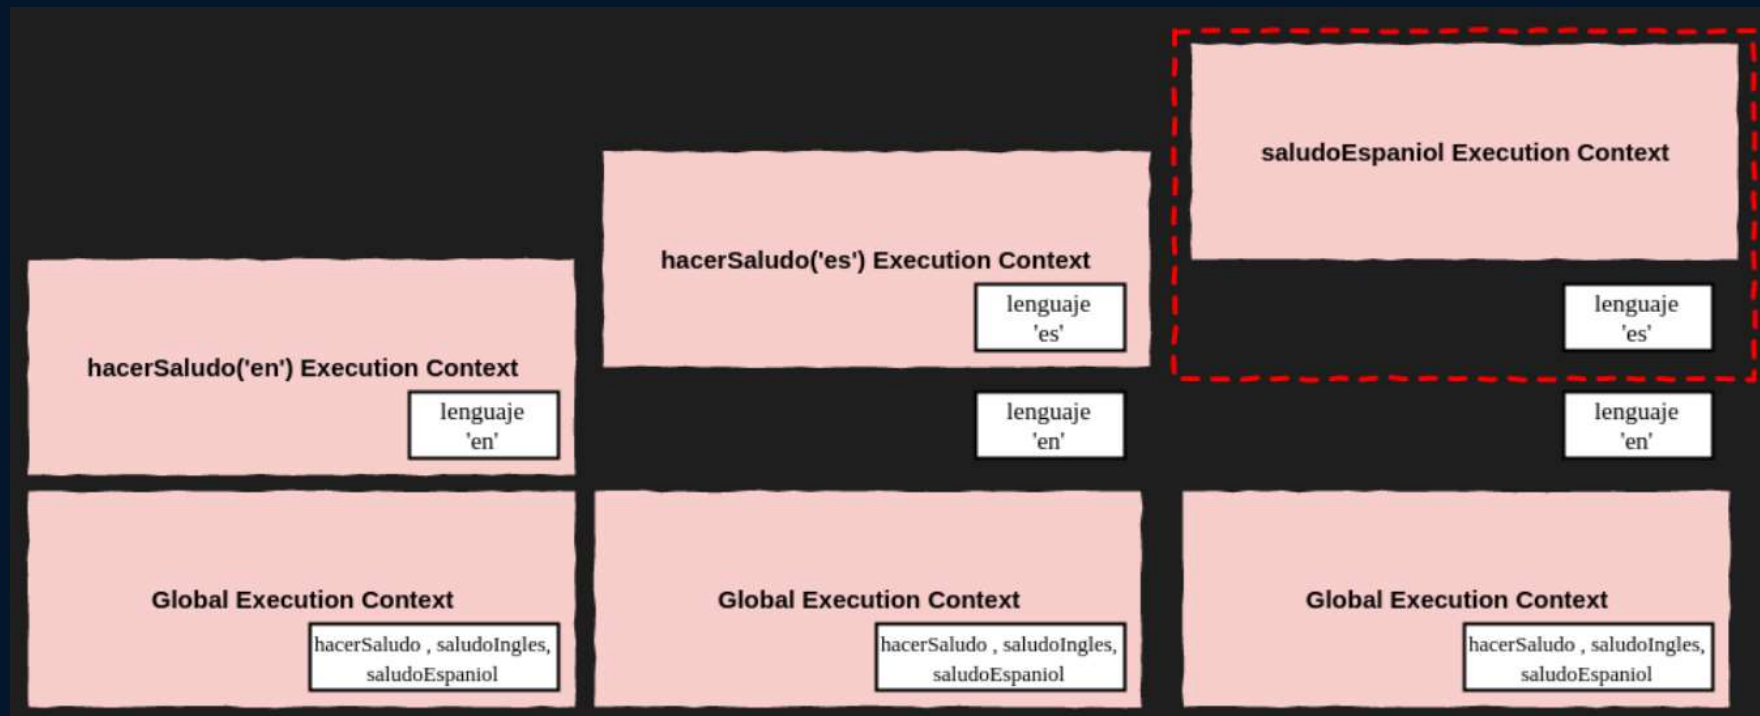 hacerSaludo('en') Execution Context
lenguaje
'en'
Global Execution Context
hacerSaludo , saludoIngles,
saludoEspaniol
hacerSaludo('es') Execution Context
lenguaje
'es'
lenguaje
'en'
Global Execution Context
hacerSaludo , saludoIngles,
saludoEspaniol
saludoEspaniol Execution Context
lenguaje
'es'
lenguaje
'en'
Global Execution Context
hacerSaludo , saludoIngles,
saludoEspaniol